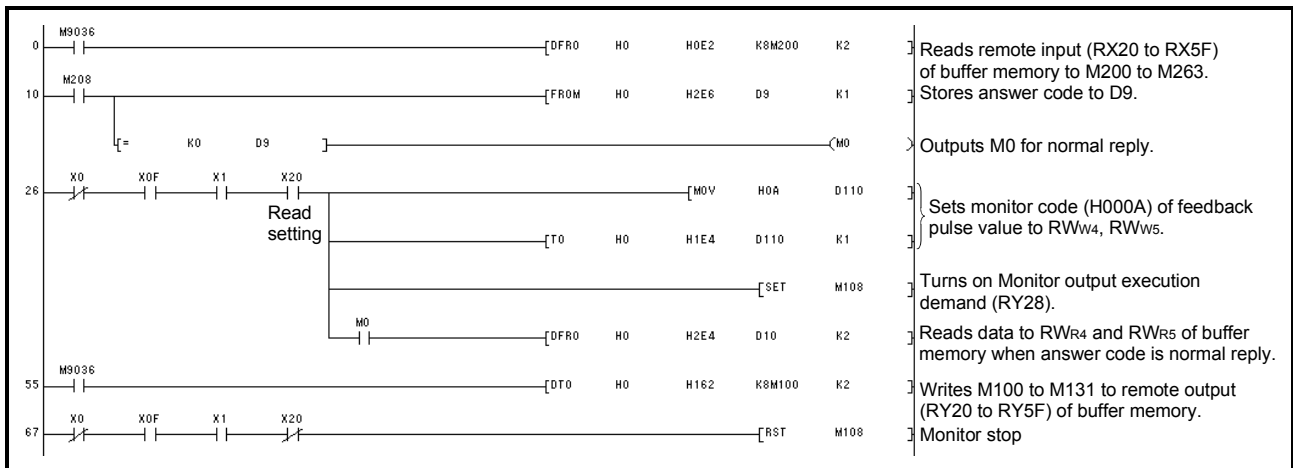 M9036
0 [DFRO H0 H0E2 K8M200 K2 ] Reads remote input (RX20 to RX5F)
of buffer memory to M200 to M263.
M208
10 [FROM H0 H2E6 D9 K1 ] Stores answer code to D9.
[= K0 D9 ] (M0 ) Outputs M0 for normal reply.
X0 X0F X1 X20
26 [MOV H0A D110 ]
Read
setting
Sets monitor code (H000A) of feedback
pulse value to RWW4, RWW5.
[TO H0 H1E4 D110 K1 ]
[SET M108 ] Turns on Monitor output execution
demand (RY28).
M0
[DFRO H0 H2E4 D10 K2 ] Reads data to RWR4 and RWR5 of buffer
memory when answer code is normal reply.
M9036
55 [DTO H0 H162 K8M100 K2 ] Writes M100 to M131 to remote output
(RY20 to RY5F) of buffer memory.
X0 X0F X1 X20
67 [RST M108 ] Monitor stop